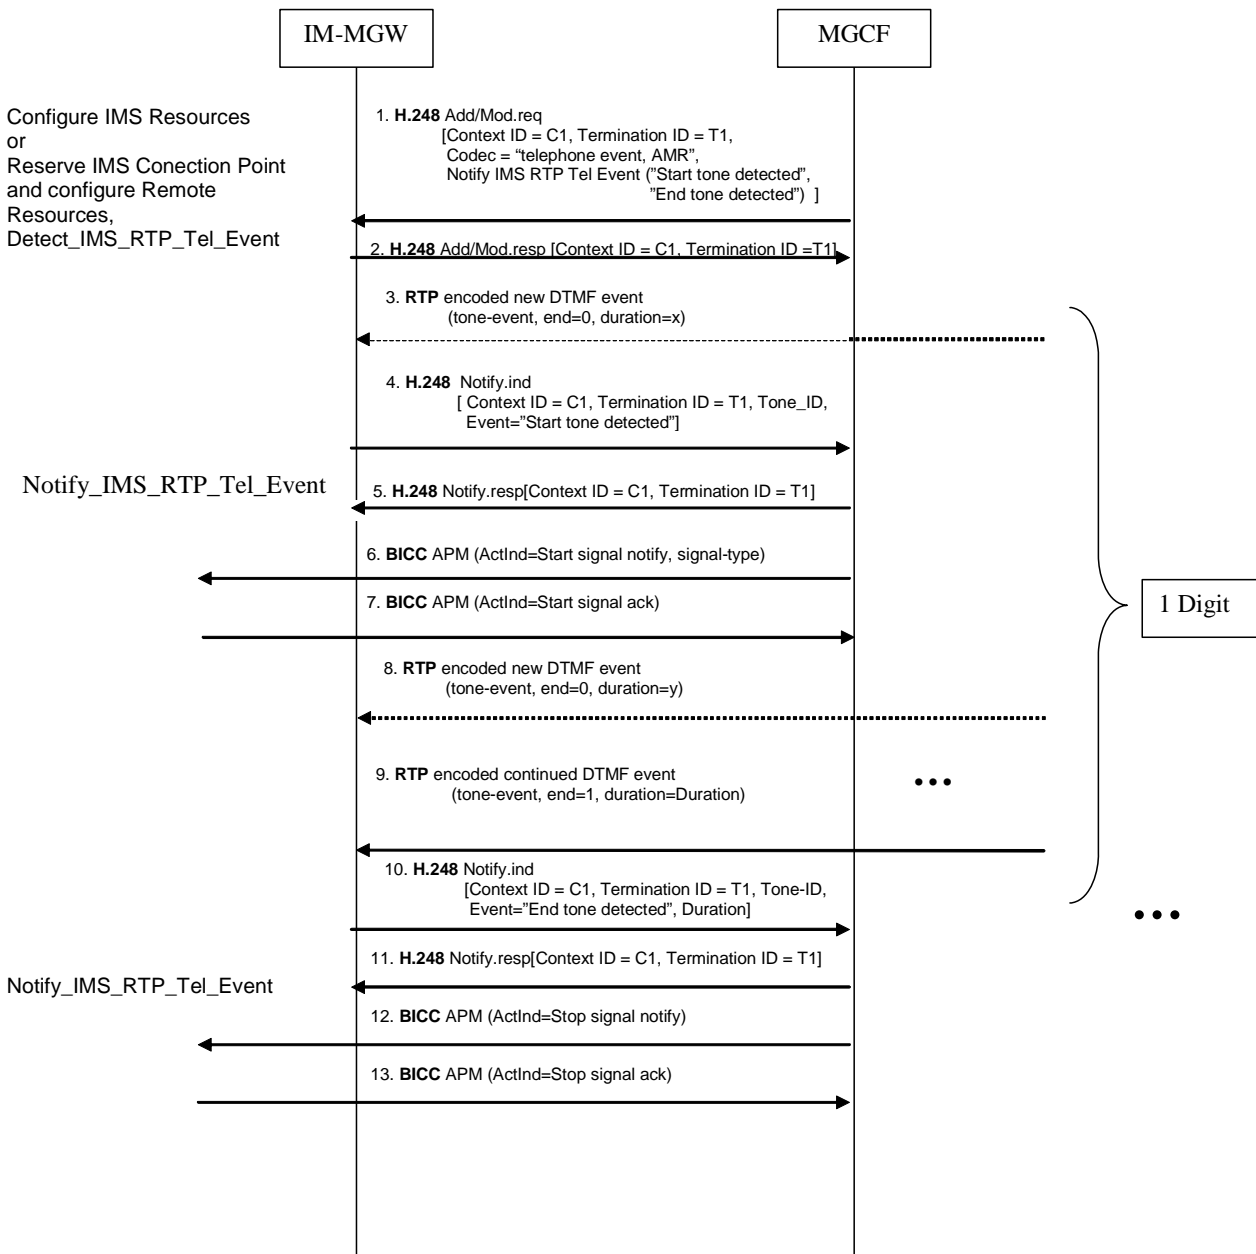 IM-MGW
MGCF
Configure IMS Resources
or
Reserve IMS Conection Point
and configure Remote
Resources,
Detect_IMS_RTP_Tel_Event
1. H.248 Add/Mod.req
[Context ID = C1, Termination ID = T1,
Codec = “telephone event, AMR”,
Notify IMS RTP Tel Event (”Start tone detected”,
”End tone detected”)  ]
2. H.248 Add/Mod.resp [Context ID = C1, Termination ID =T1]
3. RTP encoded new DTMF event
(tone-event, end=0, duration=x)
4. H.248  Notify.ind
[ Context ID = C1, Termination ID = T1, Tone_ID,
Event=”Start tone detected”]
Notify_IMS_RTP_Tel_Event
5. H.248 Notify.resp[Context ID = C1, Termination ID = T1]
6. BICC APM (ActInd=Start signal notify, signal-type)
7. BICC APM (ActInd=Start signal ack)
1 Digit
8. RTP encoded new DTMF event
(tone-event, end=0, duration=y)
9. RTP encoded continued DTMF event
(tone-event, end=1, duration=Duration)
...
10. H.248 Notify.ind
[Context ID = C1, Termination ID = T1, Tone-ID,
Event=”End tone detected”, Duration]
...
11. H.248 Notify.resp[Context ID = C1, Termination ID = T1]
Notify_IMS_RTP_Tel_Event
12. BICC APM (ActInd=Stop signal notify)
13. BICC APM (ActInd=Stop signal ack)